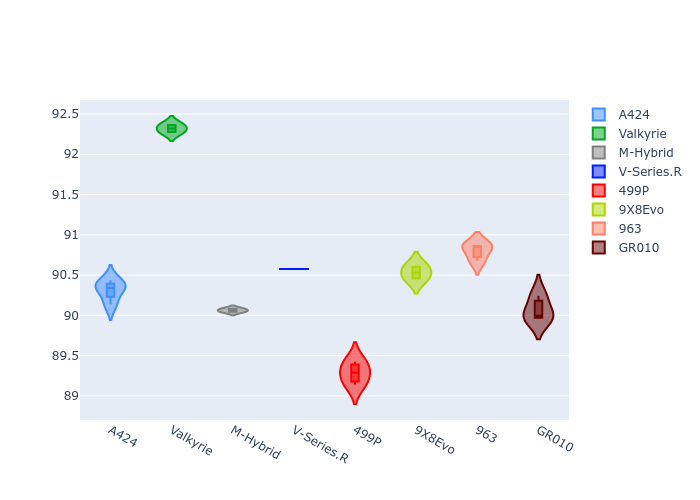 92.5
92
91.5
91
90.5
90
89.5
89
A424
Valkyrie
M-Hybrid
V-Series.R
499P
9X8Evo
963
GR010
A424
Valkyrie
M-Hybrid
V-Series.R
499P
9X8Evo
963
GR010